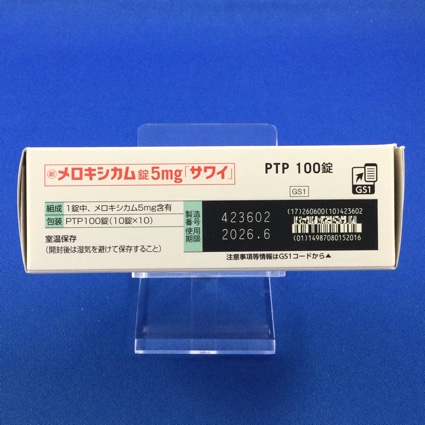 劇 メロキシカム錠5mg「サワイ」
PTP 100錠
GS1
GS1
組成 1錠中、メロキシカム5mg含有
包装 PTP100錠(10錠×10)
製造番号 423602
使用期限 2026.6
(17)260600(10)423602
(01)14987080152016
室温保存
(開封後は湿気を避けて保存すること)
注意事項等情報はGS1コードから▲